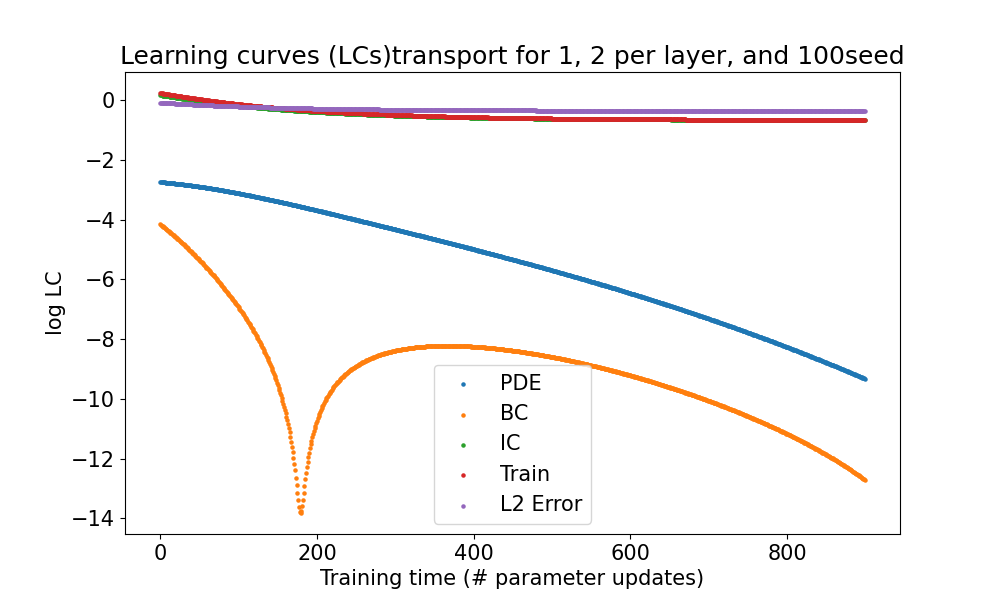 Learning curves (LCs)transport for 1, 2 per layer, and 100seed
log LC
0
−2
−4
−6
−8
−10
−12
−14
PDE
BC
IC
Train
L2 Error
0 200 400 600 800
Training time (# parameter updates)